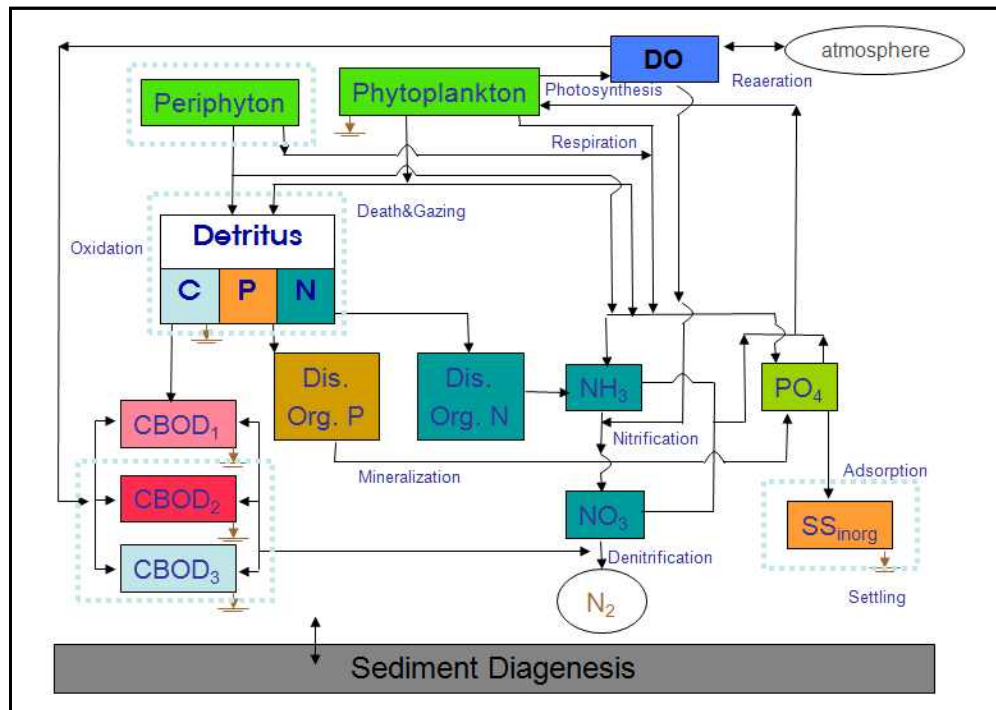 DO
atmosphere
Periphyton
Phytoplankton
Photosynthesis
Reaeration
Respiration
Death&Gazing
Oxidation
Detritus
C P N
Dis.
Org. P
Dis.
Org. N
NH₃
PO₄
CBOD₁
Nitrification
Mineralization
Adsorption
CBOD₂
NO₃
SSinorg
CBOD₃
Denitrification
Settling
N₂
Sediment Diagenesis